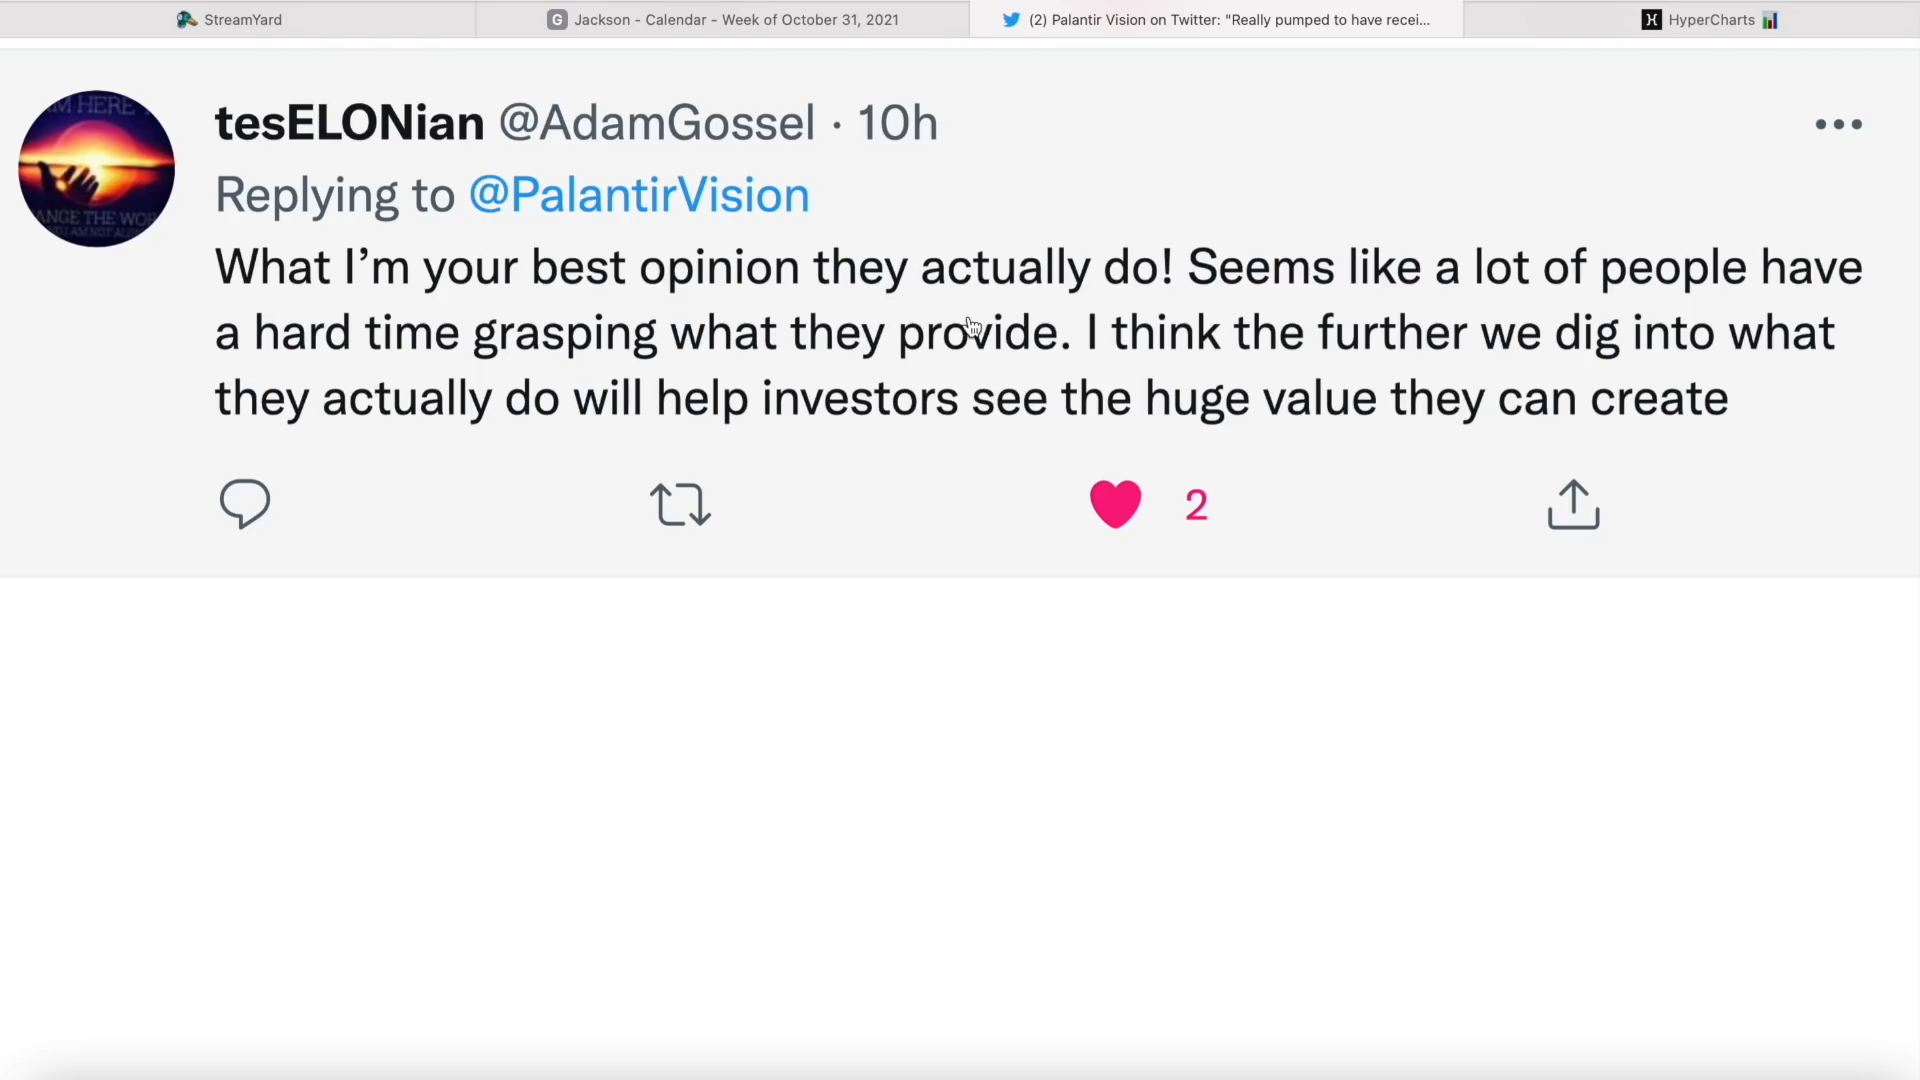 StreamYard
Jackson - Calendar - Week of October 31, 2021
(2) Palantir Vision on Twitter: "Really pumped to have recei...
HyperCharts
tesELONian @AdamGossel · 10h
Replying to @PalantirVision
What I’m your best opinion they actually do! Seems like a lot of people have
a hard time grasping what they provide. I think the further we dig into what
they actually do will help investors see the huge value they can create
2